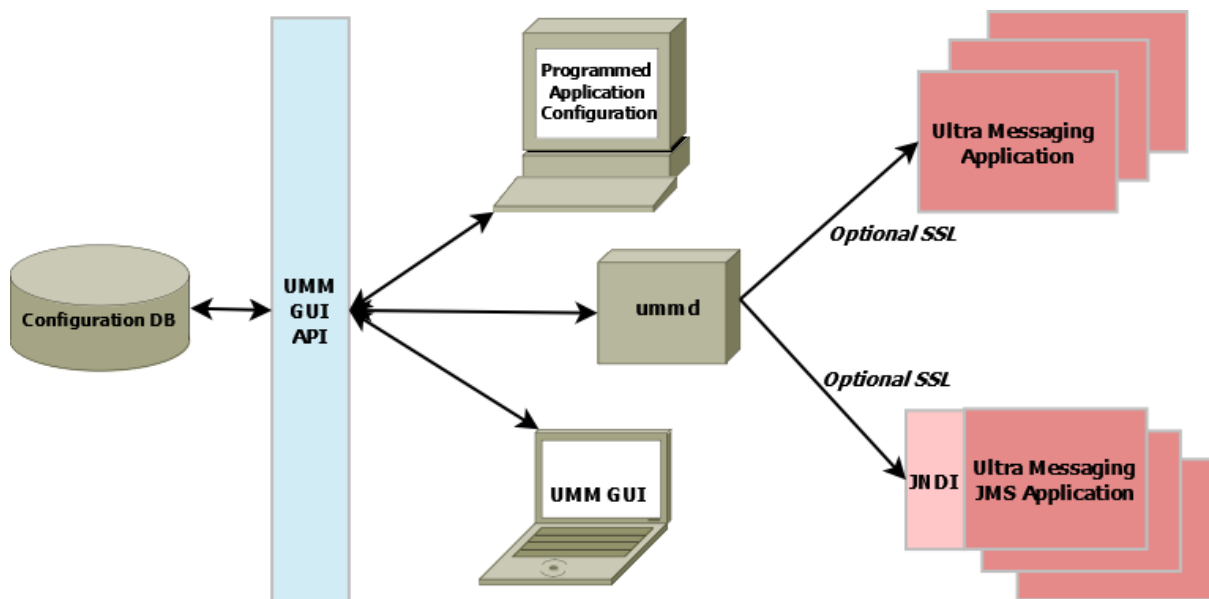 Programmed
Application
Configuration
Ultra Messaging
Application
Optional SSL
Configuration DB
UMM
GUI
API
ummd
Optional SSL
UMM GUI
JNDI
Ultra Messaging
JMS Application